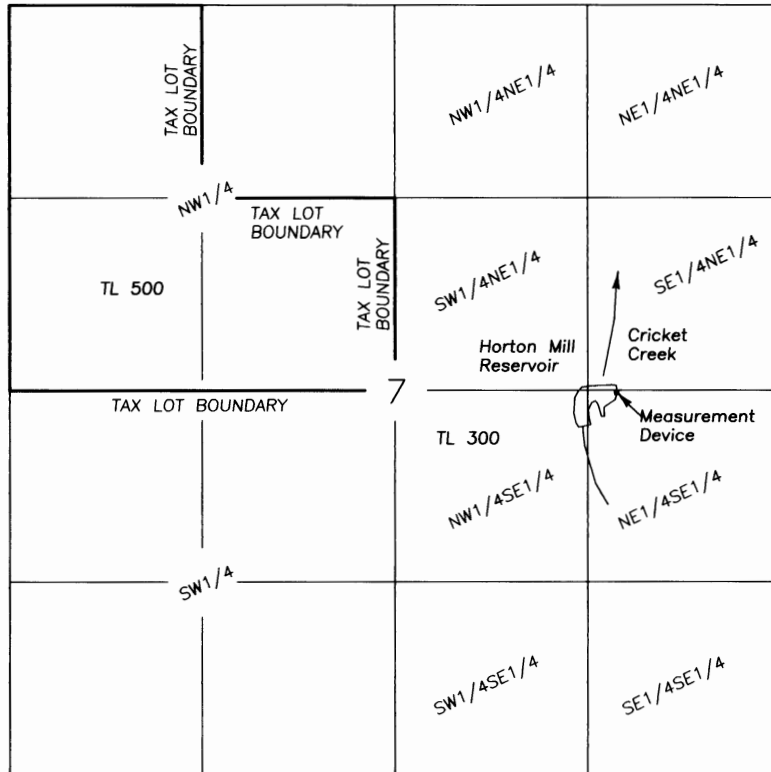 TAX LOT
BOUNDARY
NW1/4NE1/4
NE1/4NE1/4
NW1/4
TAX LOT
BOUNDARY
TL 500
TAX LOT
BOUNDARY
SW1/4NE1/4
SE1/4NE1/4
Horton Mill
Reservoir
Cricket
Creek
TAX LOT BOUNDARY
7
TL 300
Measurement
Device
NW1/4SE1/4
NE1/4SE1/4
SW1/4
SW1/4SE1/4
SE1/4SE1/4